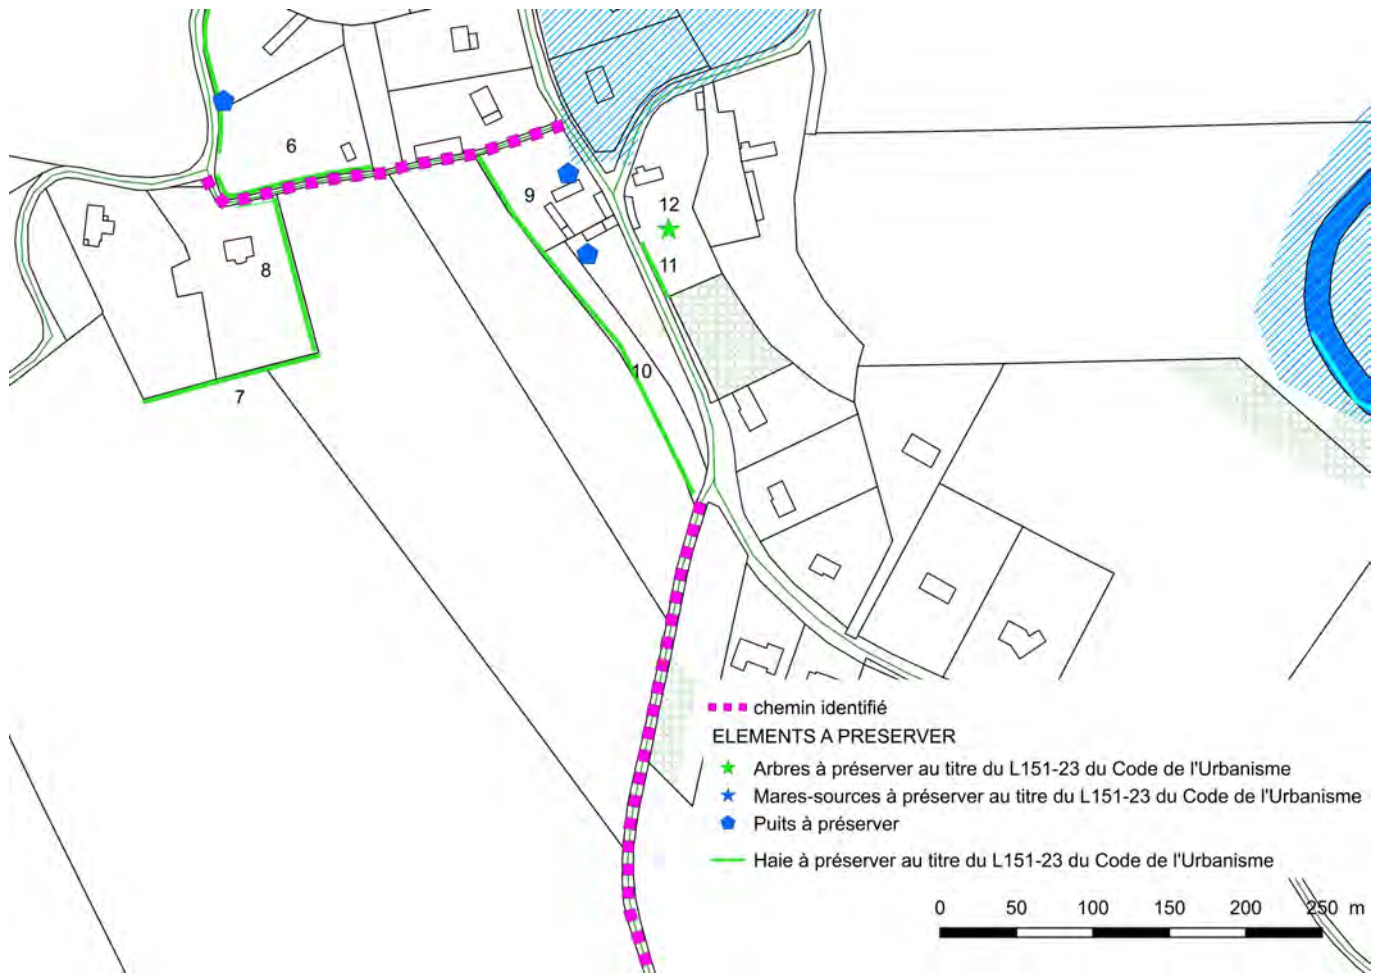 6
9
12
8
11
10
7
chemin identifié
ELEMENTS A PRESERVER
Arbres à préserver au titre du L151-23 du Code de l'Urbanisme
Mares-sources à préserver au titre du L151-23 du Code de l'Urbanisme
Puits à préserver
Haie à préserver au titre du L151-23 du Code de l'Urbanisme
0 50 100 150 200 250 m